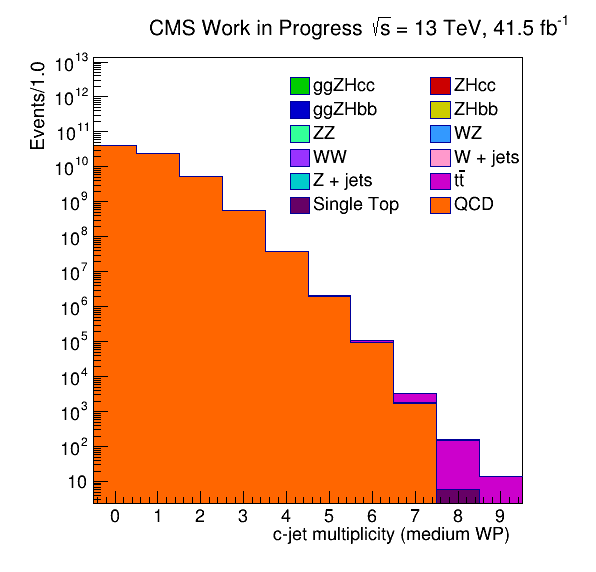 CMS Work in Progress √s = 13 TeV, 41.5 fb⁻¹
Events/1.0
10¹³
10¹²
10¹¹
10¹⁰
10⁹
10⁸
10⁷
10⁶
10⁵
10⁴
10³
10²
10
ggZHcc ZHcc
ggZHbb ZHbb
ZZ WZ
WW W + jets
Z + jets tt̄
Single Top QCD
0 1 2 3 4 5 6 7 8 9
c-jet multiplicity (medium WP)